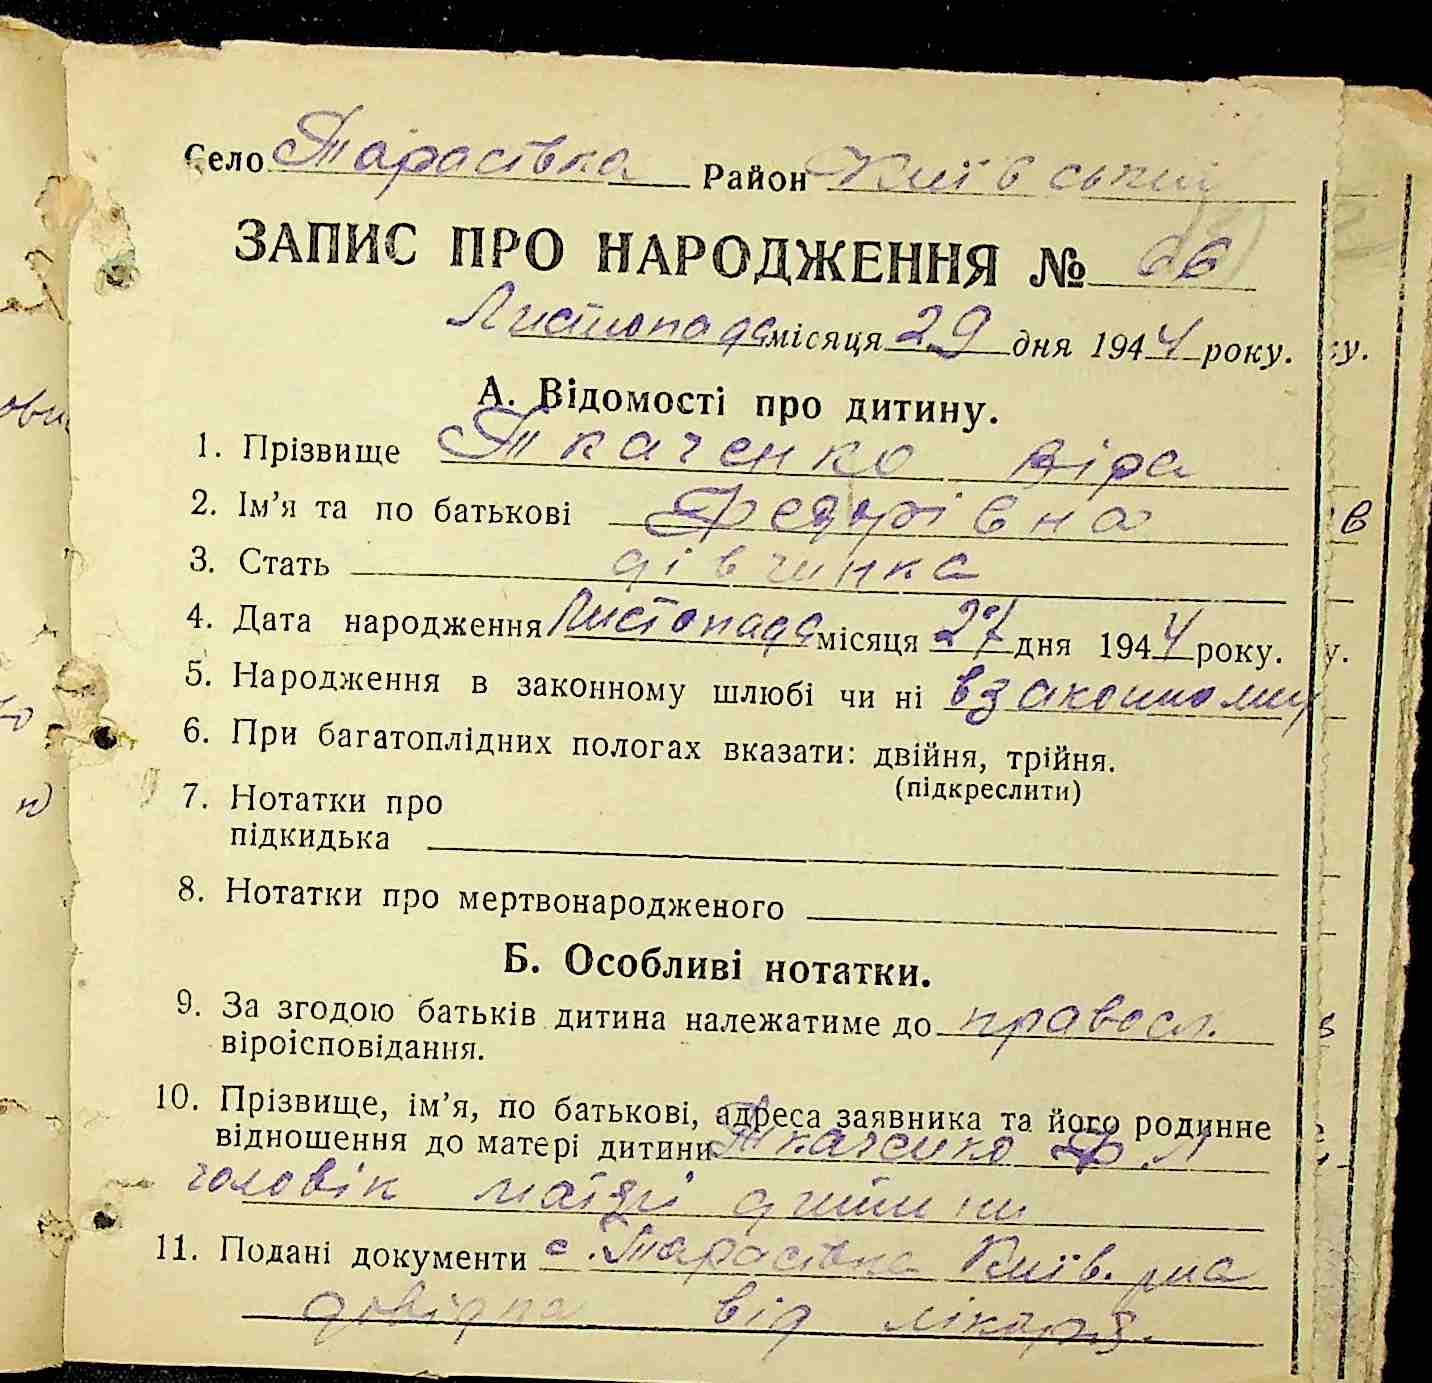 Село Тарасівка Район Київський
ЗАПИС ПРО НАРОДЖЕННЯ № 66
Листопада місяця 29 дня 1944 року.
А. Відомості про дитину.
1. Прізвище Ткаченко Віра
2. Ім'я та по батькові Федорівна
3. Стать дівчинка
4. Дата народження Листопада місяця 27 дня 1944 року.
5. Народження в законному шлюбі чи ні в законному
6. При багатоплідних пологах вказати: двійня, трійня.
(підкреслити)
7. Нотатки про
підкидька
8. Нотатки про мертвонародженого
Б. Особливі нотатки.
9. За згодою батьків дитина належатиме до правосл.
віроісповідання.
10. Прізвище, ім'я, по батькові, адреса заявника та його родинне
відношення до матері дитини Ткаченко Ф. Л
чоловік матері дитини
11. Подані документи с. Тарасівка Київ. р-на
довідка від лікаря.